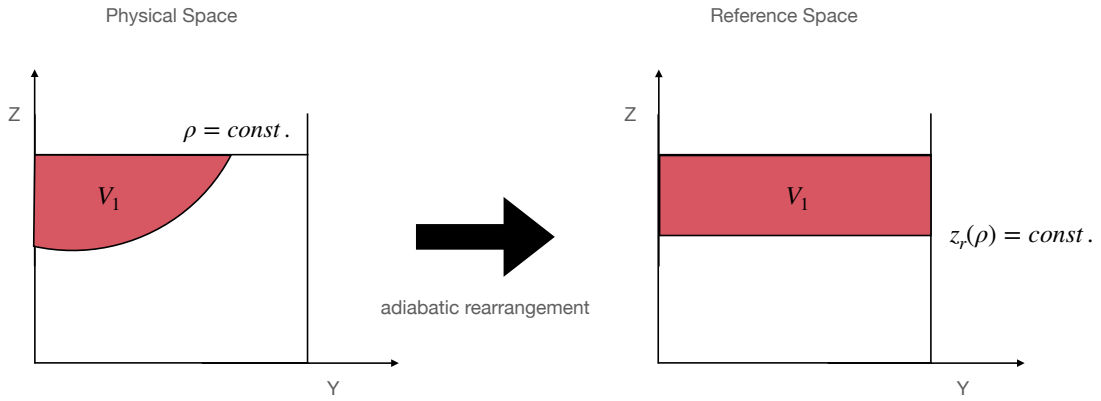 Physical Space
Reference Space
Z
ρ = const .
V₁
Z
V₁
z_r(ρ) = const .
adiabatic rearrangement
Y
Y